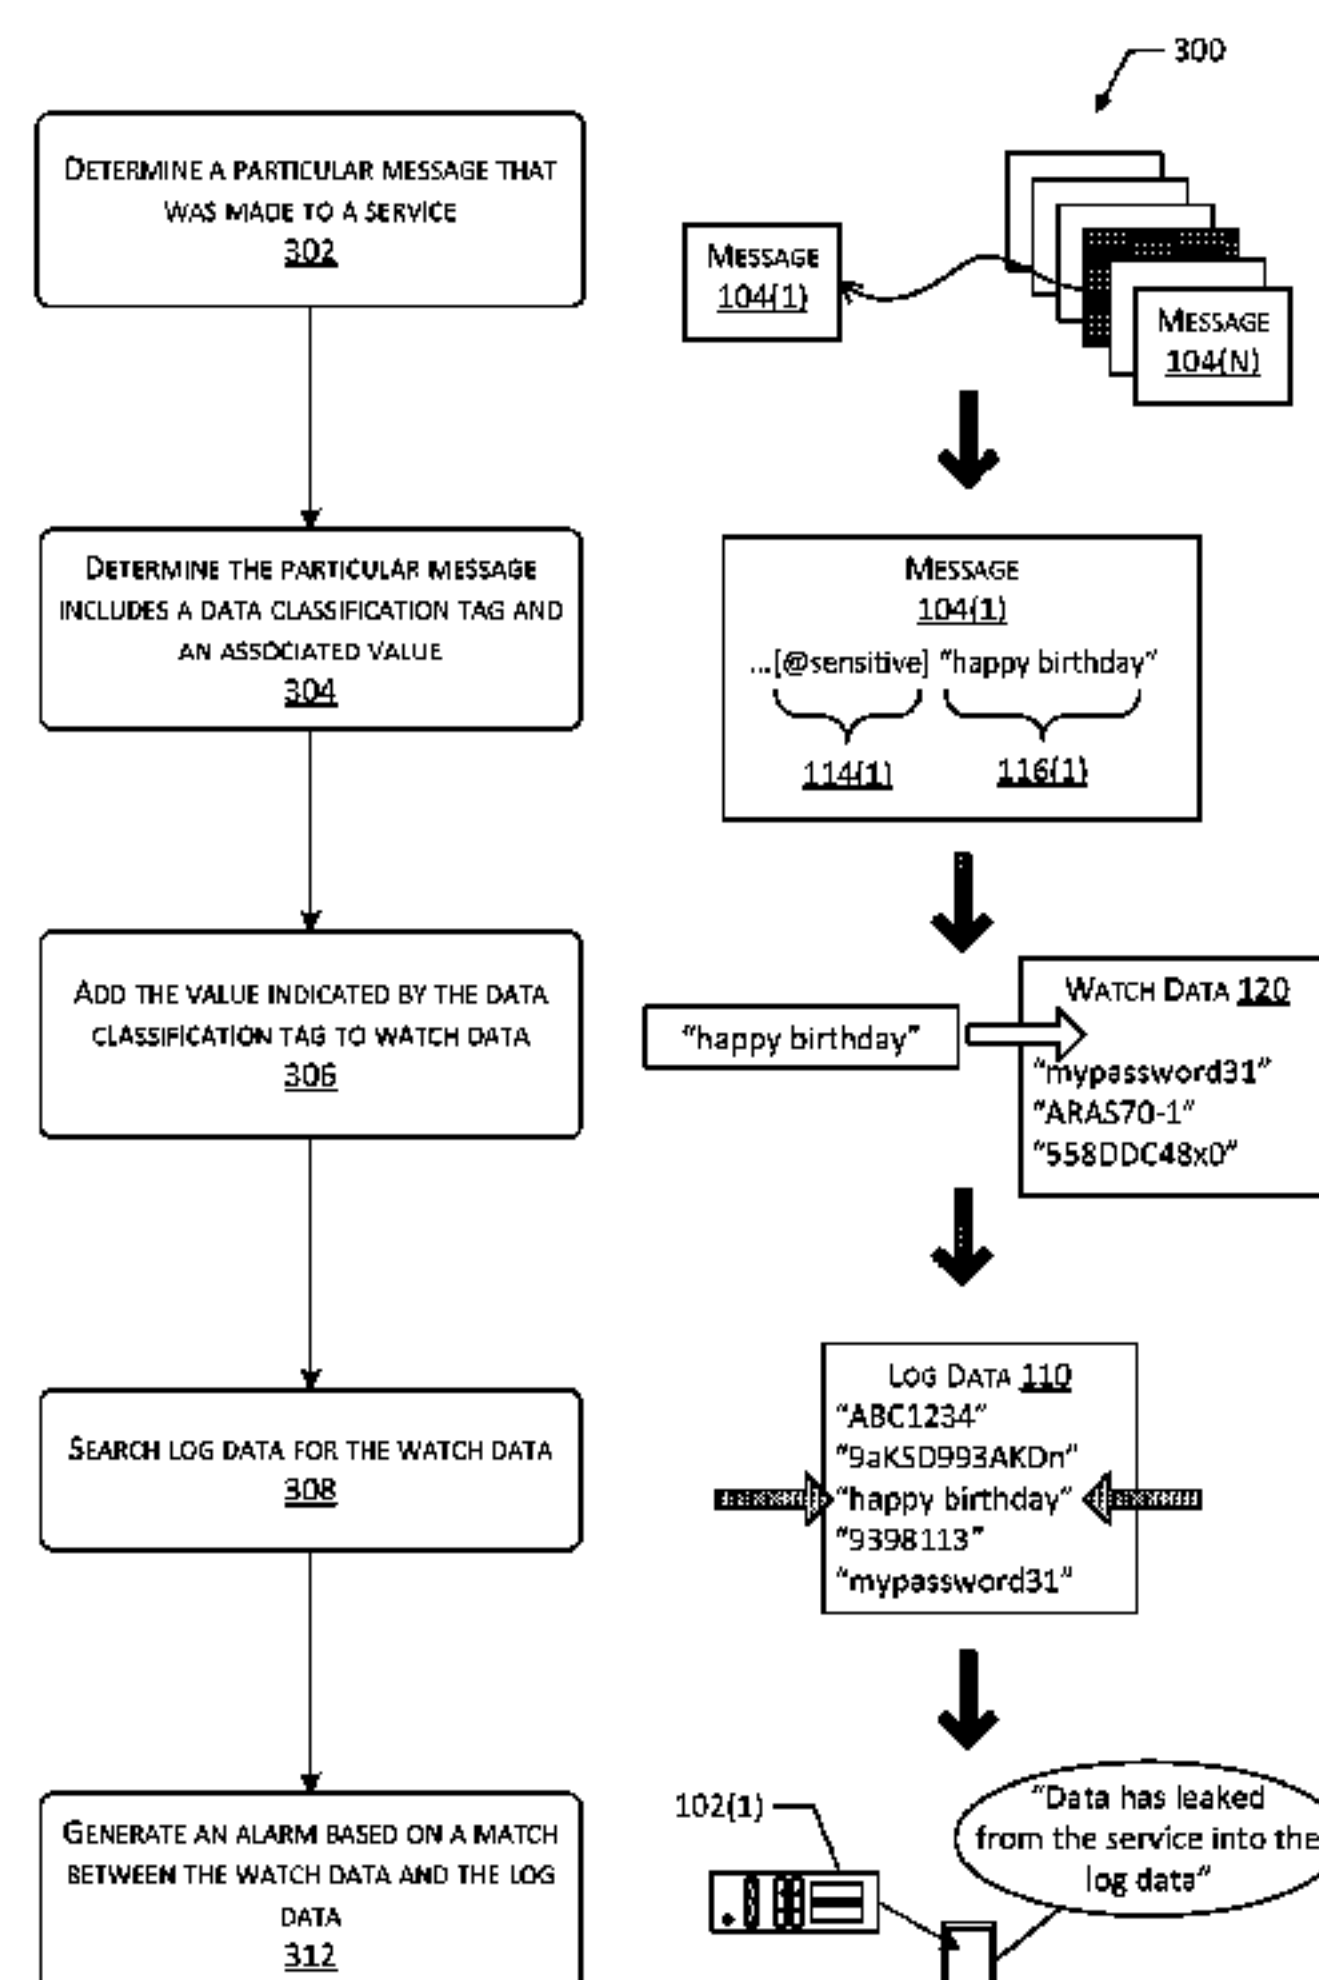 300
DETERMINE A PARTICULAR MESSAGE THAT
WAS MADE TO A SERVICE
302
MESSAGE
104(1)
MESSAGE
104(N)
DETERMINE THE PARTICULAR MESSAGE
INCLUDES A DATA CLASSIFICATION TAG AND
AN ASSOCIATED VALUE
304
MESSAGE
104(1)
...[@sensitive] "happy birthday"
114(1)
116(1)
ADD THE VALUE INDICATED BY THE DATA
CLASSIFICATION TAG TO WATCH DATA
306
"happy birthday"
WATCH DATA 120
"mypassword31"
"ARAS70-1"
"558DDC48x0"
SEARCH LOG DATA FOR THE WATCH DATA
308
LOG DATA 110
"ABC1234"
"9aKSD993AKDn"
"happy birthday"
"9398113"
"mypassword31"
GENERATE AN ALARM BASED ON A MATCH
BETWEEN THE WATCH DATA AND THE LOG
DATA
312
102(1)
"Data has leaked
from the service into the
log data"